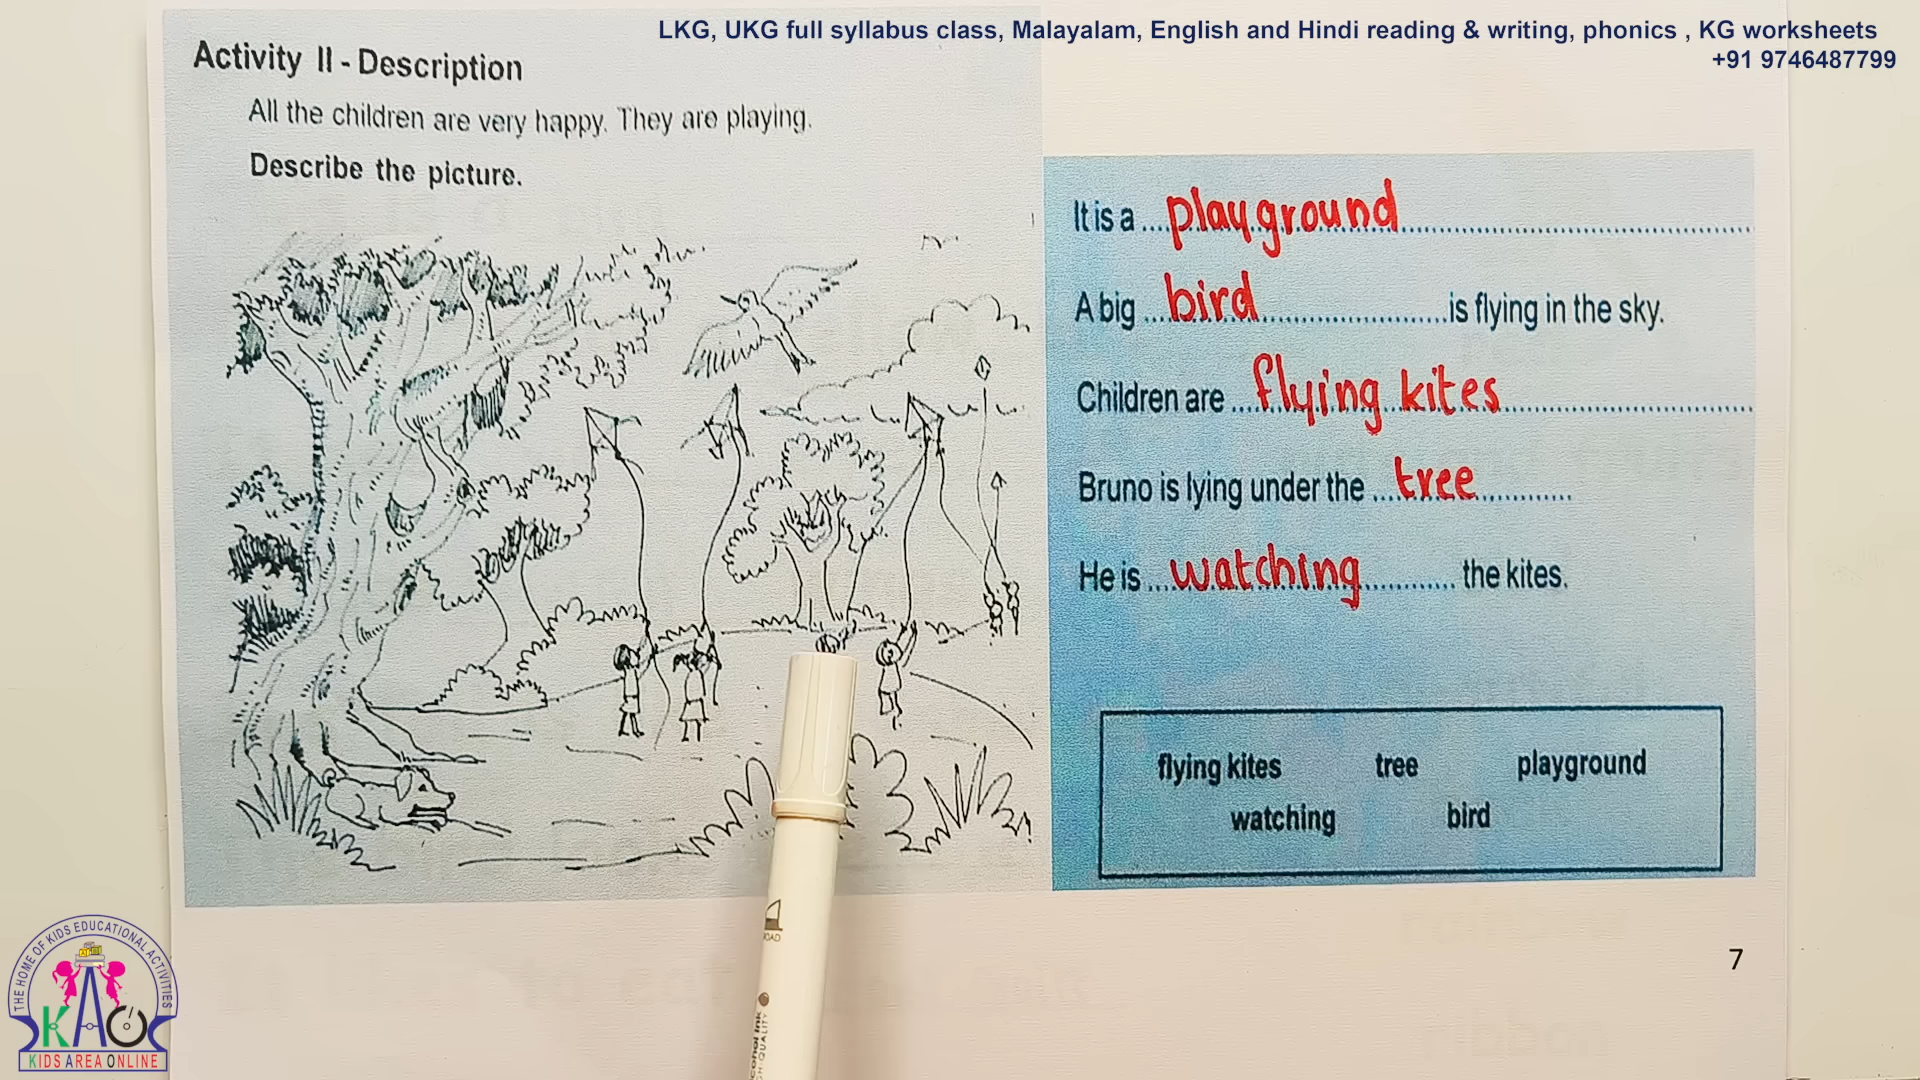 LKG, UKG full syllabus class, Malayalam, English and Hindi reading & writing, phonics , KG worksheets
+91 9746487799
Activity II - Description
All the children are very happy. They are playing.
Describe the picture.
It is a ... playground
A big ... bird ... is flying in the sky.
Children are ... flying kites
Bruno is lying under the ... tree
He is ... watching ... the kites.
flying kites tree playground
watching bird
7
THE HOME OF KIDS EDUCATIONAL ACTIVITIES
KAO
KIDS AREA ONLINE